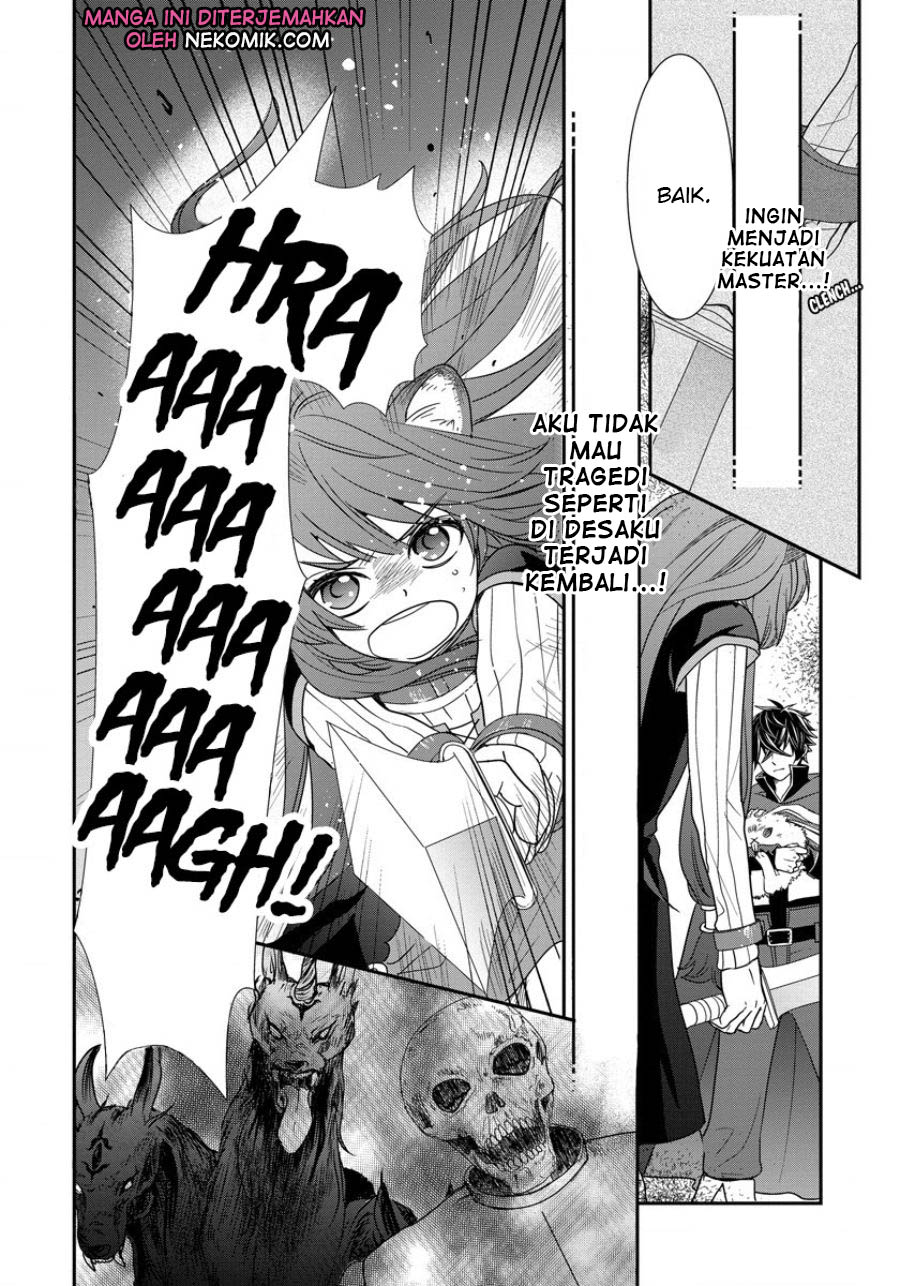 MANGA INI DITERJEMAHKAN
OLEH NEKOMIK.COM
INGIN
MENJADI
KEKUATAN
MASTER...!
CLENCH...
BAIK.
AKU TIDAK
MAU
TRAGEDI
SEPERTI
DI DESAKU
TERJADI
KEMBALI...!
HRA
AAA
AAA
AAA
AAA
AAGH!